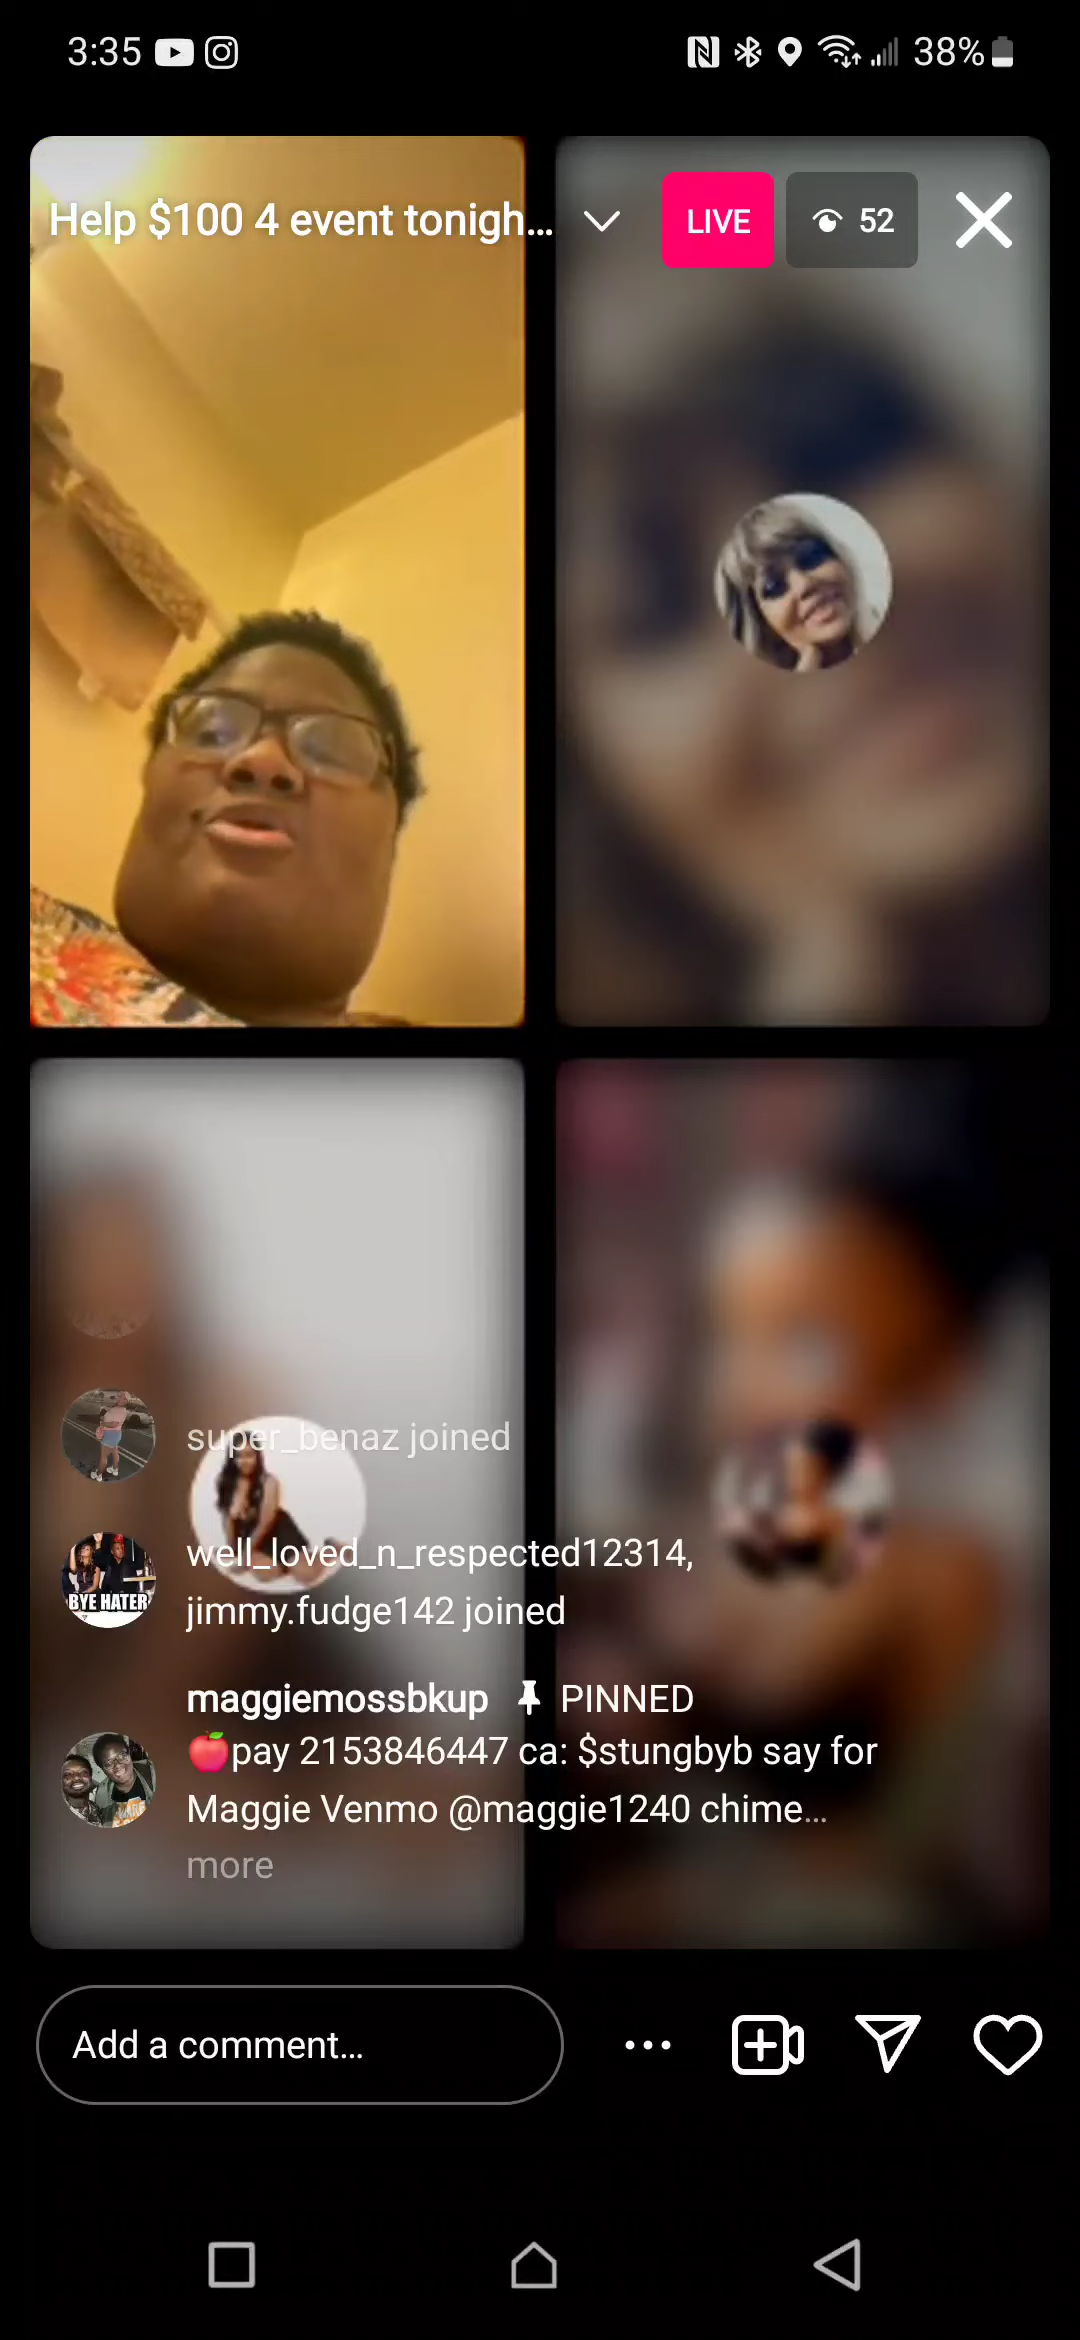 3:35
38%
Help $100 4 event tonigh...
LIVE
52
super_benaz joined
well_loved_n_respected12314,
jimmy.fudge142 joined
BYE HATER
maggiemossbkup PINNED
🍎pay 2153846447 ca: $stungbyb say for
Maggie Venmo @maggie1240 chime...
more
Add a comment...